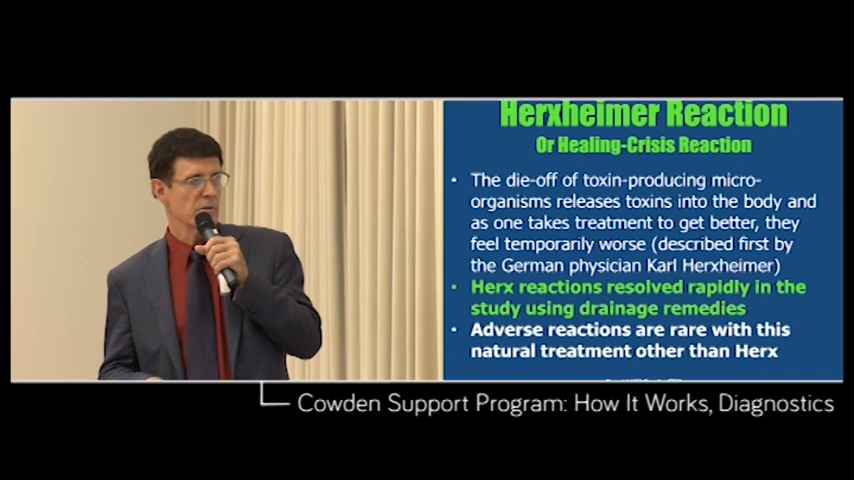 Herxheimer Reaction
Or Healing-Crisis Reaction
• The die-off of toxin-producing micro-
organisms releases toxins into the body and
as one takes treatment to get better, they
feel temporarily worse (described first by
the German physician Karl Herxheimer)
• Herx reactions resolved rapidly in the
study using drainage remedies
• Adverse reactions are rare with this
natural treatment other than Herx
Cowden Support Program: How It Works, Diagnostics